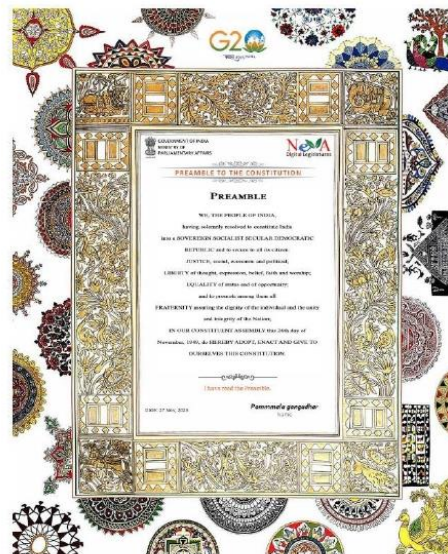 G20
GOVERNMENT OF INDIA
MINISTRY OF
PARLIAMENTARY AFFAIRS
NeVA
Digital Legislatures
PREAMBLE TO THE CONSTITUTION
PREAMBLE
WE, THE PEOPLE OF INDIA,
having solemnly resolved to constitute India
into a SOVEREIGN SOCIALIST SECULAR DEMOCRATIC
REPUBLIC and to secure to all its citizens
JUSTICE, social, economic and political;
LIBERTY of thought, expression, belief, faith and worship;
EQUALITY of status and of opportunity;
and to promote among them all
FRATERNITY assuring the dignity of the individual and the unity
and integrity of the Nation;
IN OUR CONSTITUENT ASSEMBLY this 26th day of
November, 1949, do HEREBY ADOPT, ENACT AND GIVE TO
OURSELVES THIS CONSTITUTION
I have read the Preamble.
Pammmala gangadhar